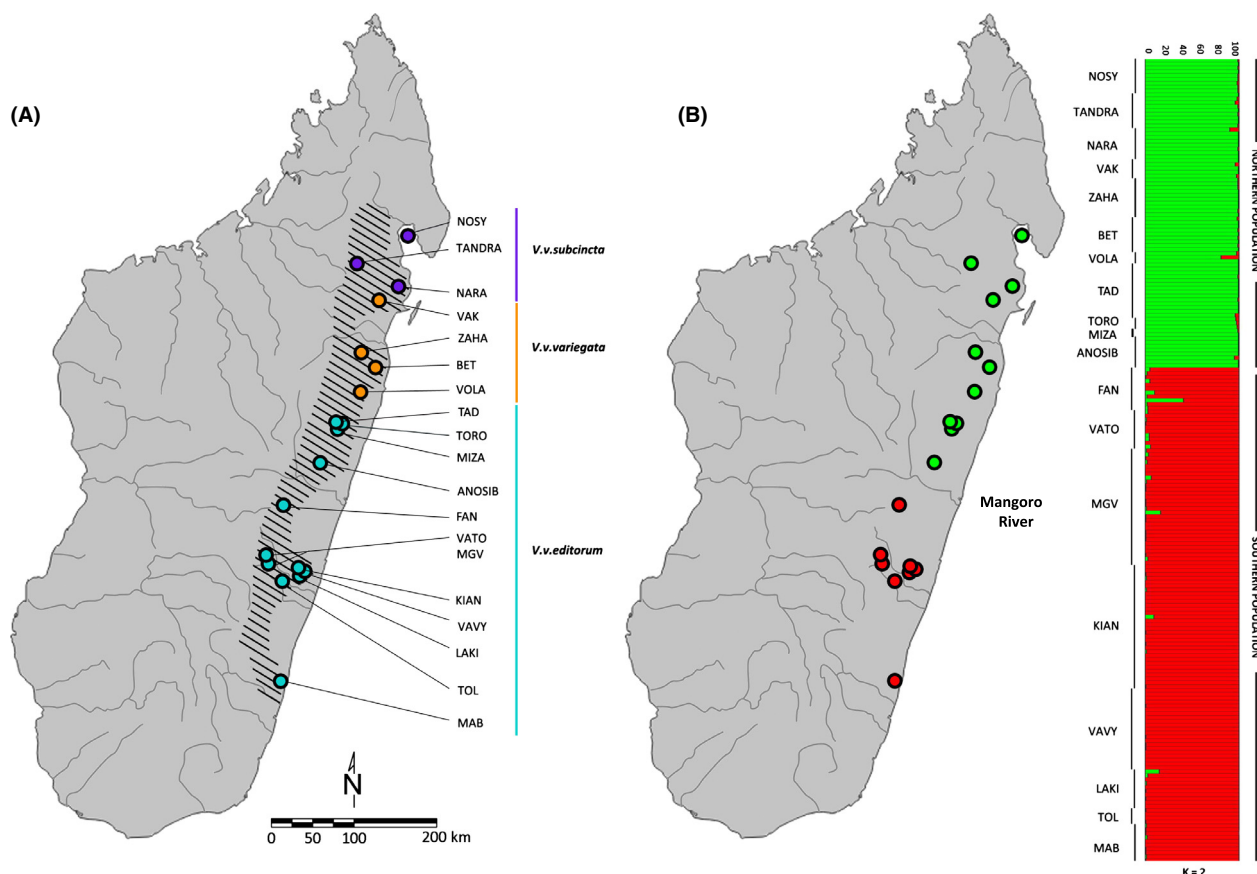 (A)
NOSY
TANDRA
NARA
VAK
ZAHA
BET
VOLA
TAD
TORO
MIZA
ANOSIB
FAN
VATO
MGV
KIAN
VAVY
LAKI
TOL
MAB
V.v.subcincta
V.v.variegata
V.v.editorum
N
0 50 100 200 km
(B)
Mangoro
River
0 20 40 60 80 100
NOSY
TANDRA
NARA
VAK
ZAHA
BET
VOLA
TAD
TORO
MIZA
ANOSIB
FAN
VATO
MGV
KIAN
VAVY
LAKI
TOL
MAB
NORTHERN POPULATION
SOUTHERN POPULATION
K = 2